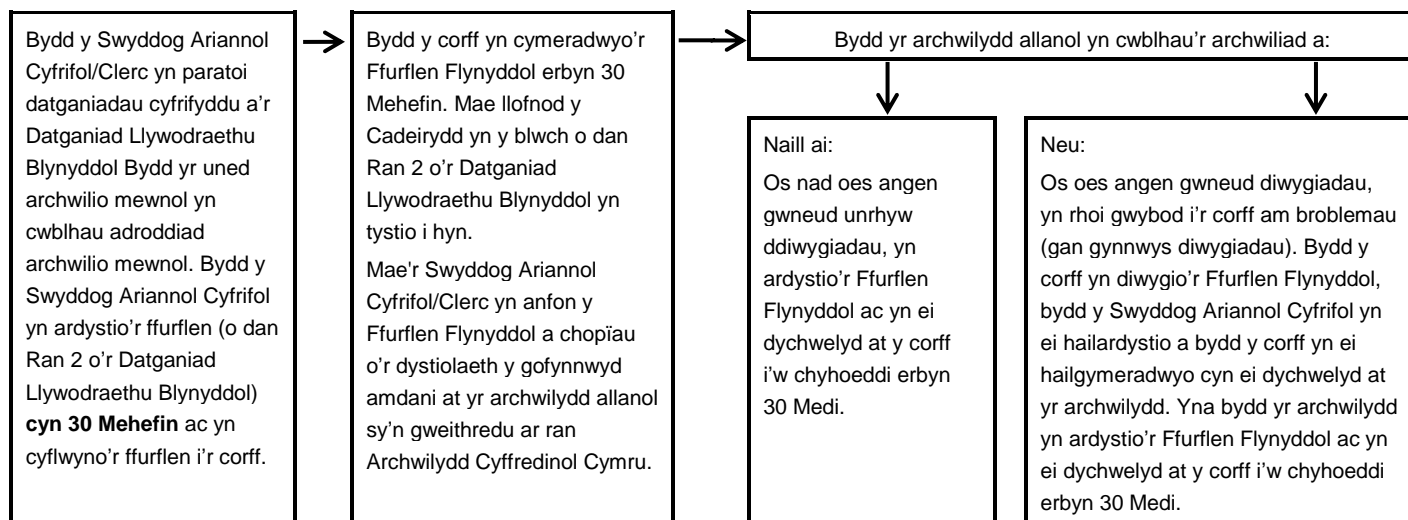 Bydd y Swyddog Ariannol
Cyfrifol/Clerc yn paratoi
datganiadau cyfrifyddu a’r
Datganiad Llywodraethu
Blynyddol Bydd yr uned
archwilio mewnol yn
cwblhau adroddiad
archwilio mewnol. Bydd y
Swyddog Ariannol Cyfrifol
yn ardystio’r ffurflen (o dan
Ran 2 o’r Datganiad
Llywodraethu Blynyddol)
cyn 30 Mehefin ac yn
cyflwyno’r ffurflen i’r corff.
Bydd y corff yn cymeradwyo’r
Ffurflen Flynyddol erbyn 30
Mehefin. Mae llofnod y
Cadeirydd yn y blwch o dan
Ran 2 o’r Datganiad
Llywodraethu Blynyddol yn
tystio i hyn.
Mae'r Swyddog Ariannol
Cyfrifol/Clerc yn anfon y
Ffurflen Flynyddol a chopïau
o’r dystiolaeth y gofynnwyd
amdani at yr archwilydd allanol
sy’n gweithredu ar ran
Archwilydd Cyffredinol Cymru.
Bydd yr archwilydd allanol yn cwblhau'r archwiliad a:
Naill ai:
Os nad oes angen
gwneud unrhyw
ddiwygiadau, yn
ardystio’r Ffurflen
Flynyddol ac yn ei
dychwelyd at y corff
i’w chyhoeddi erbyn
30 Medi.
Neu:
Os oes angen gwneud diwygiadau,
yn rhoi gwybod i’r corff am broblemau
(gan gynnwys diwygiadau). Bydd y
corff yn diwygio’r Ffurflen Flynyddol,
bydd y Swyddog Ariannol Cyfrifol yn
ei hailardystio a bydd y corff yn ei
hailgymeradwyo cyn ei dychwelyd at
yr archwilydd. Yna bydd yr archwilydd
yn ardystio’r Ffurflen Flynyddol ac yn
ei dychwelyd at y corff i’w chyhoeddi
erbyn 30 Medi.